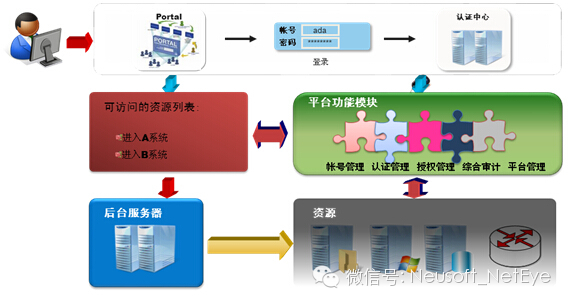 Portal
PORTAL
帐号 ada
密码 ********
登录
认证中心
可访问的资源列表:
进入A系统
进入B系统
平台功能模块
帐号管理 认证管理 授权管理 综合审计 平台管理
后台服务器
资源
微信号: Neusoft_NetEye